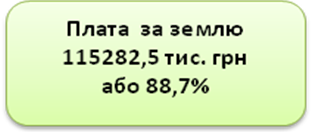 Плата за землю
115282,5 тис. грн
або 88,7%